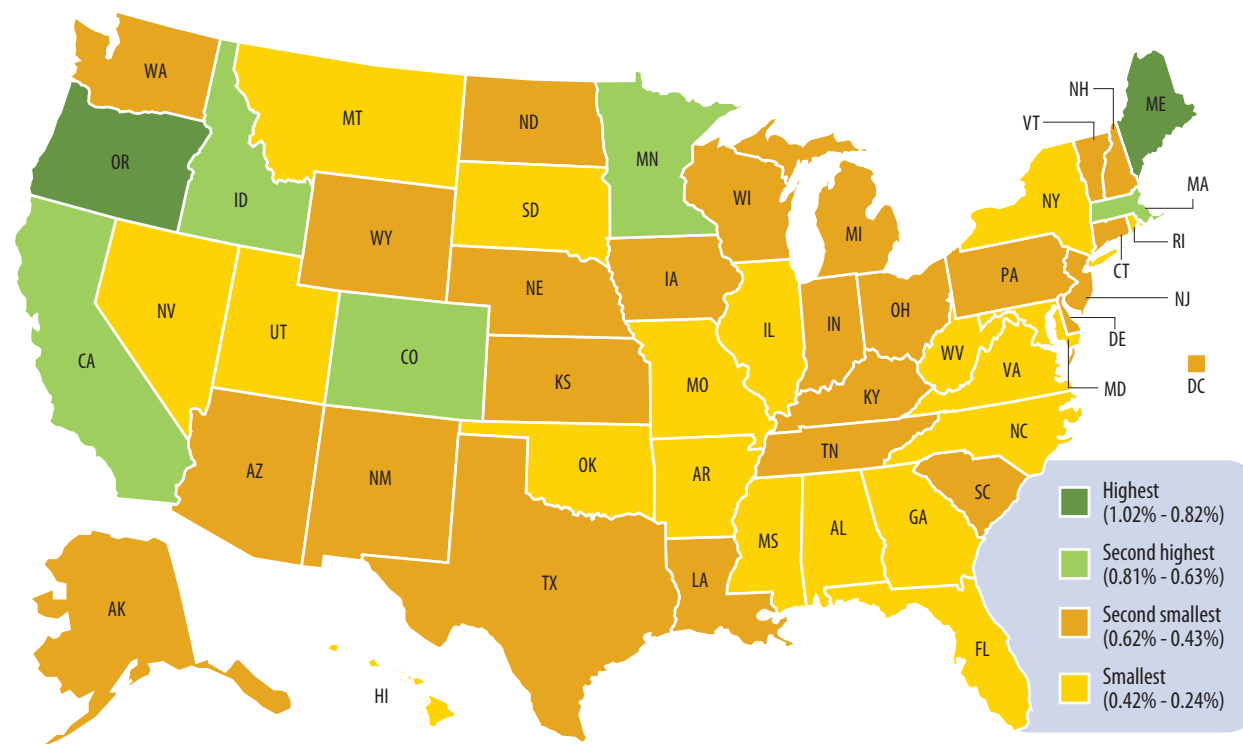 WA
OR
ID
MT
ND
MN
SD
WY
NE
IA
WI
MI
NH
VT
ME
MA
RI
CT
NY
PA
NJ
DE
MD
DC
CA
NV
UT
CO
KS
MO
IL
IN
OH
KY
WV
VA
NC
TN
SC
AZ
NM
OK
AR
TX
LA
MS
AL
GA
FL
AK
HI
Highest
(1.02% - 0.82%)
Second highest
(0.81% - 0.63%)
Second smallest
(0.62% - 0.43%)
Smallest
(0.42% - 0.24%)